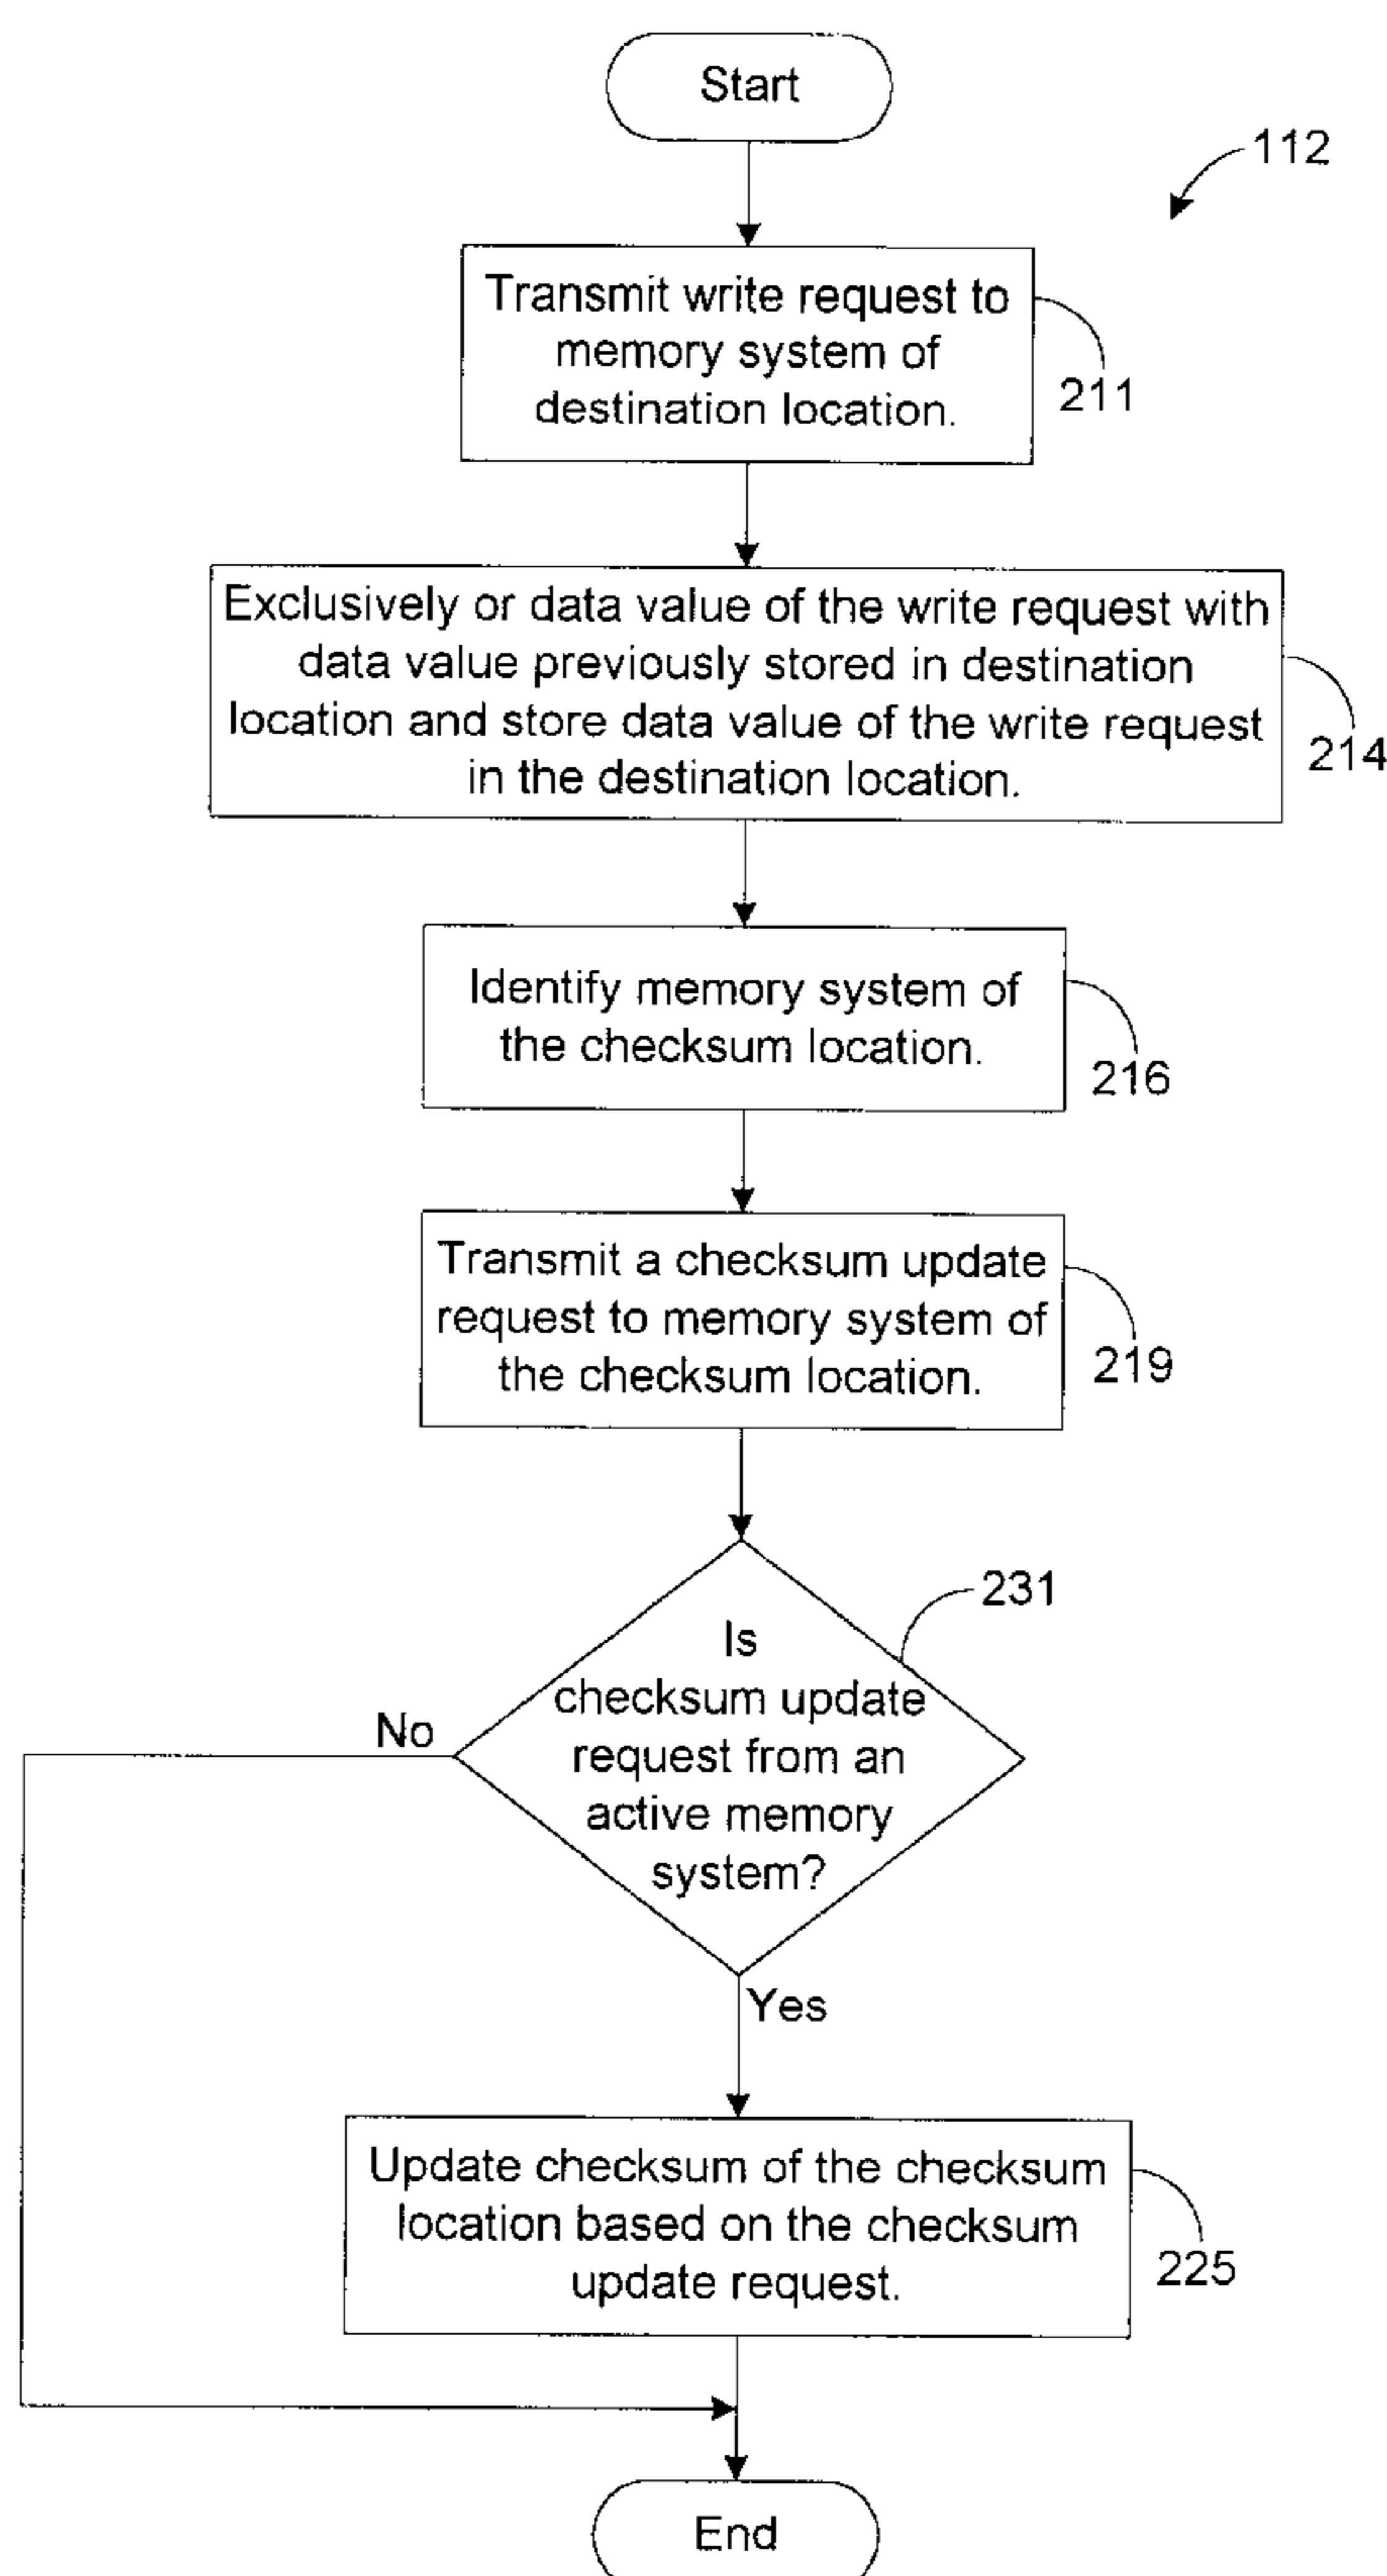 Start
112
Transmit write request to
memory system of
destination location.
211
Exclusively or data value of the write request with
data value previously stored in destination
location and store data value of the write request
in the destination location.
214
Identify memory system of
the checksum location.
216
Transmit a checksum update
request to memory system of
the checksum location.
219
231
Is
checksum update
request from an
active memory
system?
No
Yes
Update checksum of the checksum
location based on the checksum
update request.
225
End